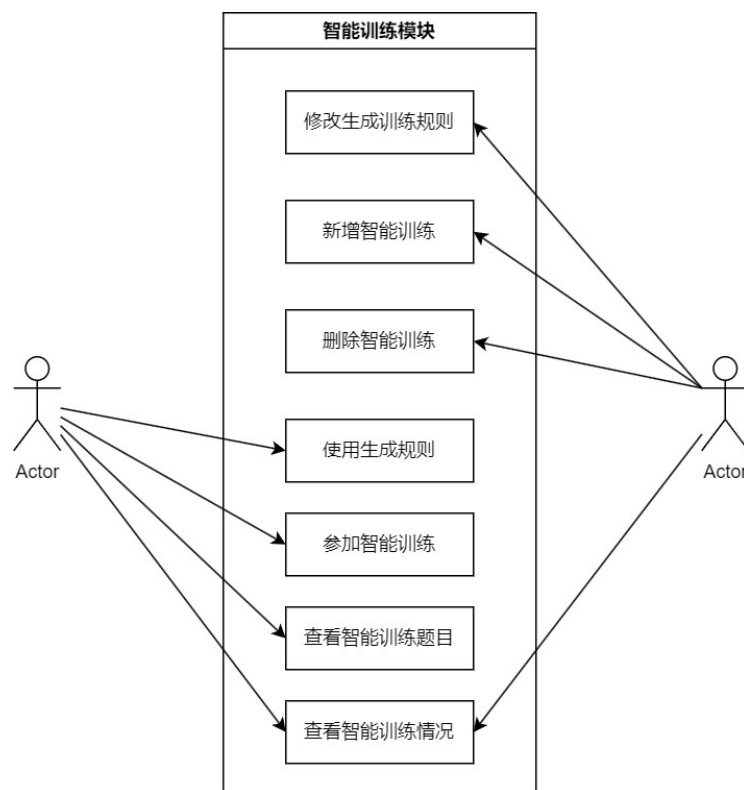 智能训练模块
修改生成训练规则
新增智能训练
删除智能训练
使用生成规则
Actor
Actor
参加智能训练
查看智能训练题目
查看智能训练情况